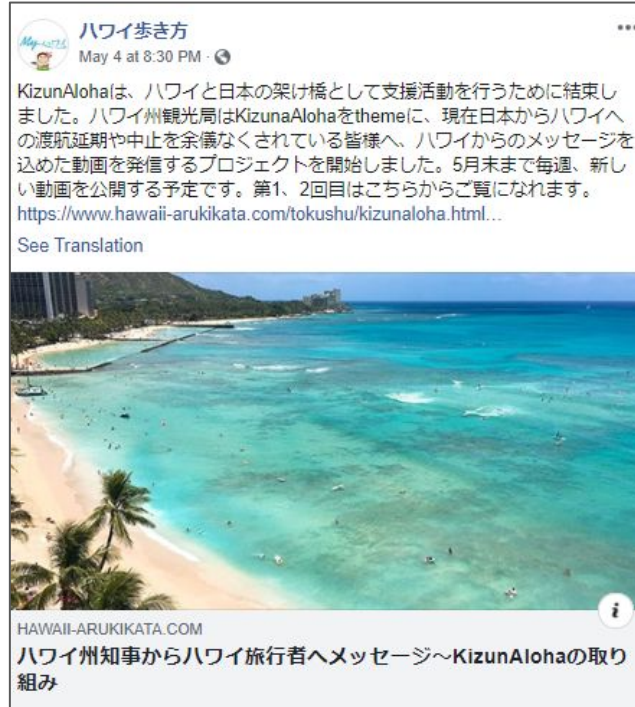 ハワイ歩き方
May 4 at 8:30 PM ·
KizunAlohaは、ハワイと日本の架け橋として支援活動を行うために結束し
ました。ハワイ州観光局はKizunaAlohaをthemeに、現在日本からハワイへ
の渡航延期や中止を余儀なくされている皆様へ、ハワイからのメッセージを
込めた動画を発信するプロジェクトを開始しました。5月末まで毎週、新し
い動画を公開する予定です。第1、2回目はこちらからご覧になれます。
https://www.hawaii-arukikata.com/tokushu/kizunaloha.html...
See Translation
HAWAII-ARUKIKATA.COM
ハワイ州知事からハワイ旅行者へメッセージ〜KizunAlohaの取り
組み